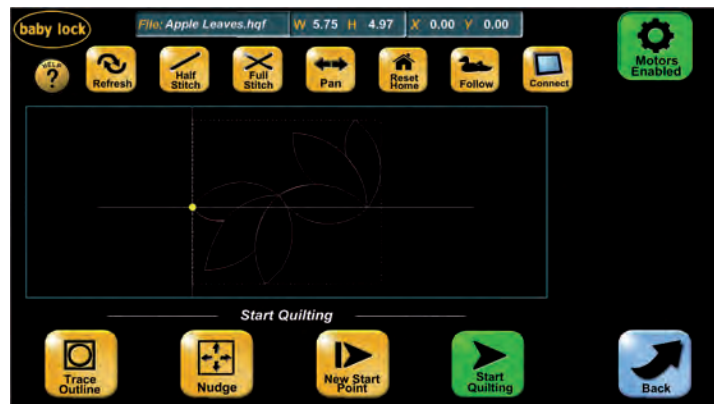 baby lock
File: Apple Leaves.hqf W 5.75 H 4.97 X 0.00 Y 0.00
Motors
Enabled
HELP
?
Refresh
Half
Stitch
Full
Stitch
Pan
Reset
Home
Follow
Connect
Start Quilting
Trace
Outline
Nudge
New Start
Point
Start
Quilting
Back